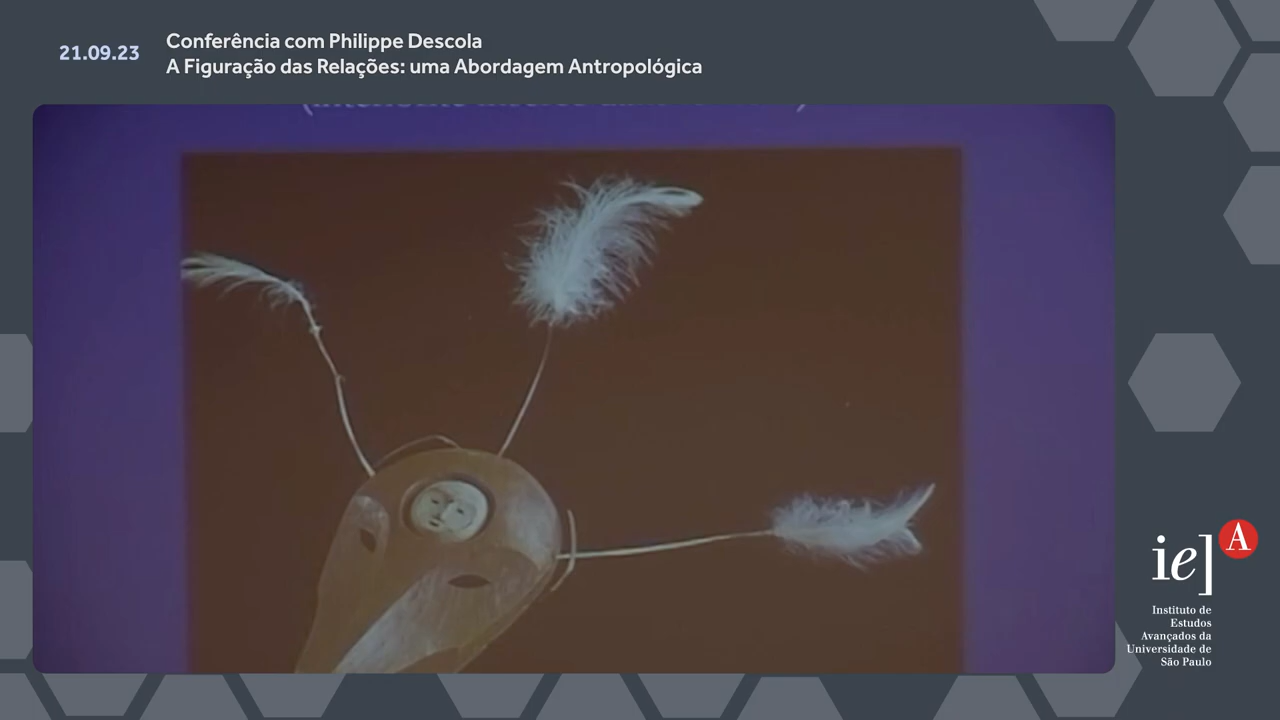 21.09.23
Conferência com Philippe Descola
A Figuração das Relações: uma Abordagem Antropológica
ie] A
Instituto de
Estudos
Avançados da
Universidade de
São Paulo